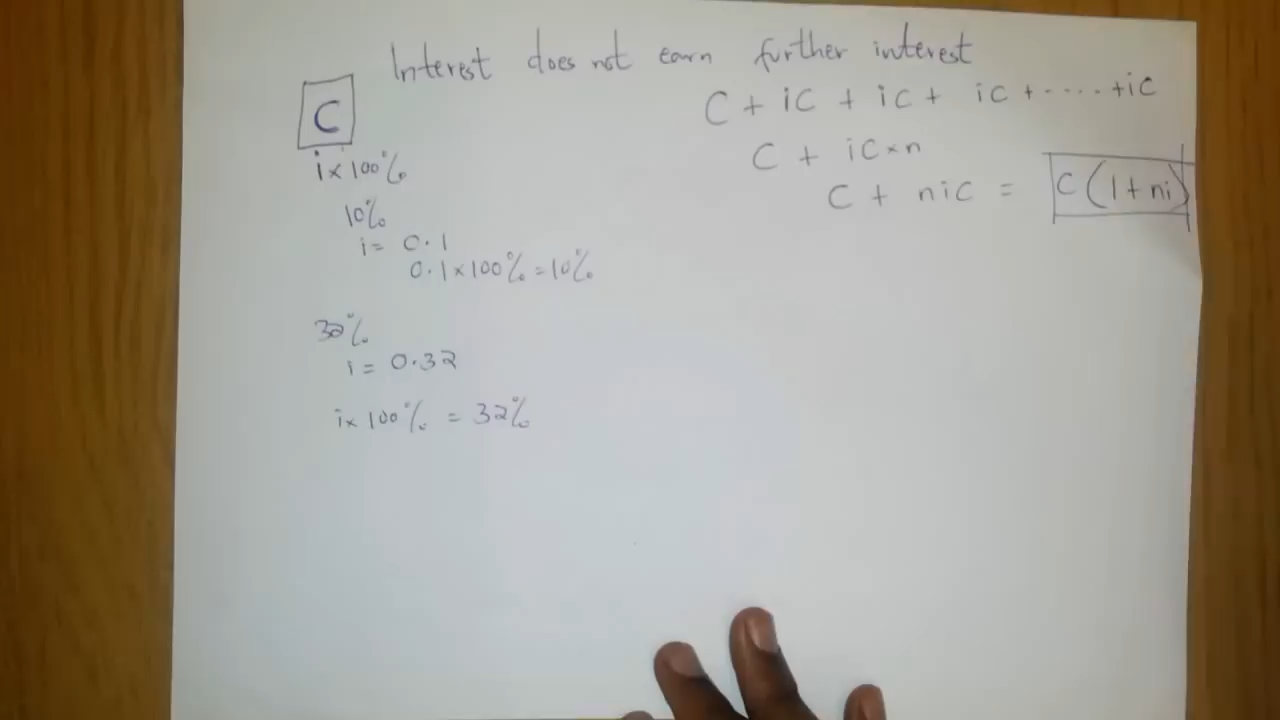 Interest does not earn further interest
C
i × 100%
10%
i = 0.1
0.1 × 100% = 10%
32%
i = 0.32
i × 100% = 32%
C + iC + iC + iC + ..... + iC
C + iC × n
C + niC = C(1 + ni)